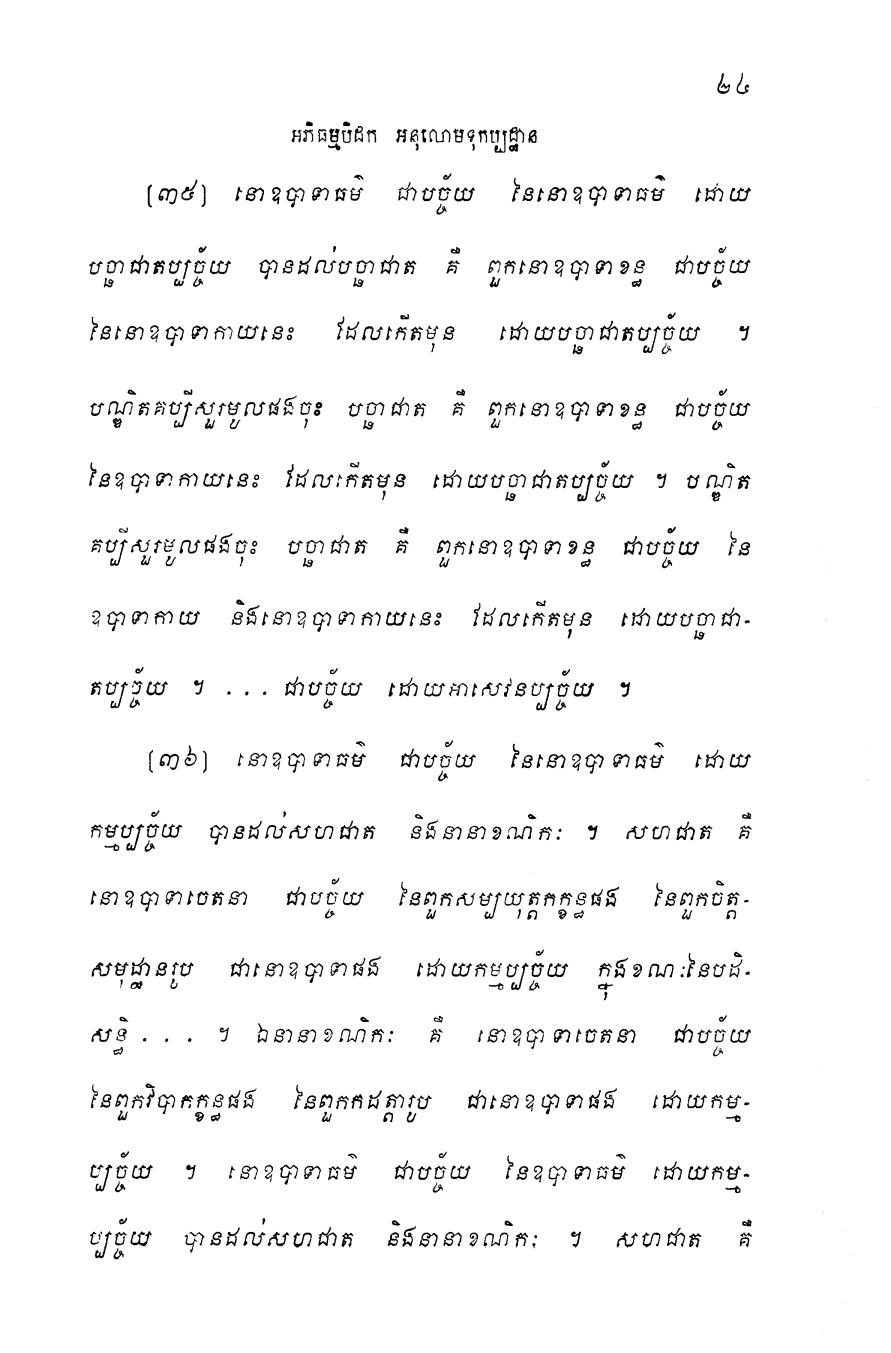 ២៤
អភិធម្មបិដក អនុលោមទុកប្បដ្ឋាន
[៣៥] នោឧបាទាធម៌ ជាបច្ច័យ នៃនោឧបាទាធម៌ ដោយ
បច្ឆាជាតប្បច្ច័យ បានដល់បច្ឆាជាត គឺ ពួកនោឧបាទាខន្ធ ជាបច្ច័យ
នៃនោឧបាទាកាយនេះ ដែលកើតមុន ដោយបច្ឆាជាតប្បច្ច័យ ។
បណ្ឌិតគប្បីសួរមូលផងចុះ បច្ឆាជាត គឺ ពួកនោឧបាទាខន្ធ ជាបច្ច័យ
នៃឧបាទាកាយនេះ ដែលកើតមុន ដោយបច្ឆាជាតប្បច្ច័យ ។ បណ្ឌិត
គប្បីសួរមូលផងចុះ បច្ឆាជាត គឺ ពួកនោឧបាទាខន្ធ ជាបច្ច័យ នៃ
ឧបាទាកាយ និងនោឧបាទាកាយនេះ ដែលកើតមុន ដោយបច្ឆាជា-
តប្បច្ច័យ ។ . . . ជាបច្ច័យ ដោយអាសេវនប្បច្ច័យ ។
[៣៦] នោឧបាទាធម៌ ជាបច្ច័យ នៃនោឧបាទាធម៌ ដោយ
កម្មប្បច្ច័យ បានដល់សហជាត និងនានាខណិកៈ ។ សហជាត គឺ
នោឧបាទាចេតនា ជាបច្ច័យ នៃពួកសម្បយុត្តកក្ខន្ធផង នៃពួកចិត្ត-
សមុដ្ឋានរូប ជានោឧបាទាផង ដោយកម្មប្បច្ច័យ ក្នុងខណៈនៃបដិ-
សន្ធិ . . . ។ ឯនានាខណិកៈ គឺ នោឧបាទាចេតនា ជាបច្ច័យ
នៃពួកវិបាកក្ខន្ធផង នៃពួកកដត្តារូប ជានោឧបាទាផង ដោយកម្ម-
ប្បច្ច័យ ។ នោឧបាទាធម៌ ជាបច្ច័យ នៃឧបាទាធម៌ ដោយកម្ម-
ប្បច្ច័យ បានដល់សហជាត និងនានាខណិកៈ ។ សហជាត គឺ